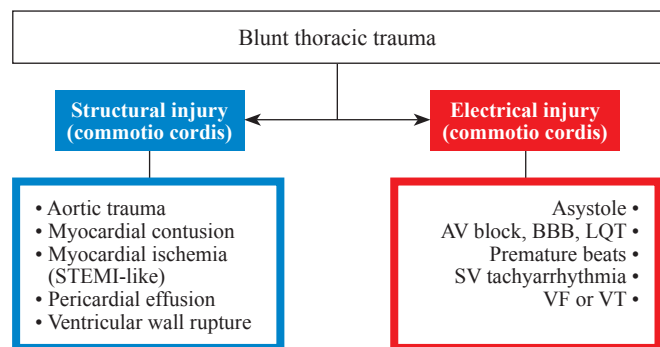 Blunt thoracic trauma
Structural injury
(commotio cordis)
Electrical injury
(commotio cordis)
• Aortic trauma
• Myocardial contusion
• Myocardial ischemia
(STEMI-like)
• Pericardial effusion
• Ventricular wall rupture
Asystole •
AV block, BBB, LQT •
Premature beats •
SV tachyarrhythmia •
VF or VT •